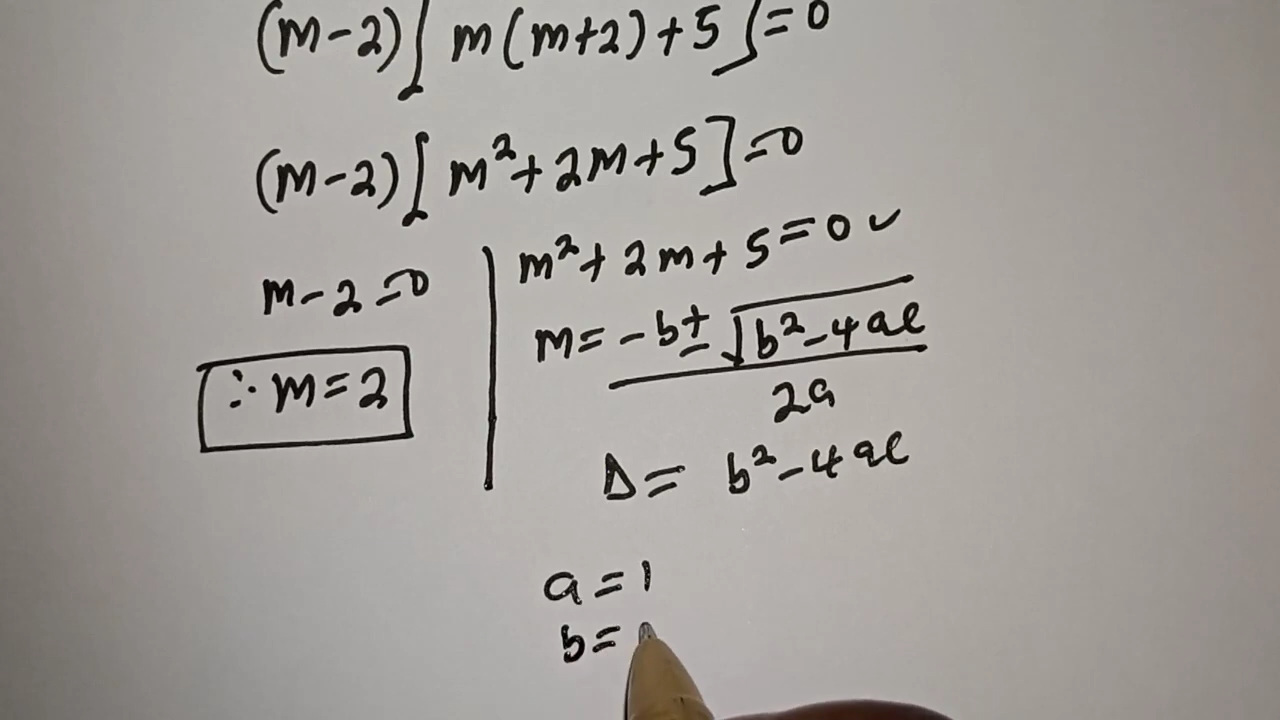 (m-2)[m(m+2)+5]=0
(m-2)[m²+2m+5]=0
m-2=0
∴ m=2
m²+2m+5=0 ✓
m= -b±√b²-4ac
2a
Δ= b²-4ac
a=1
b=